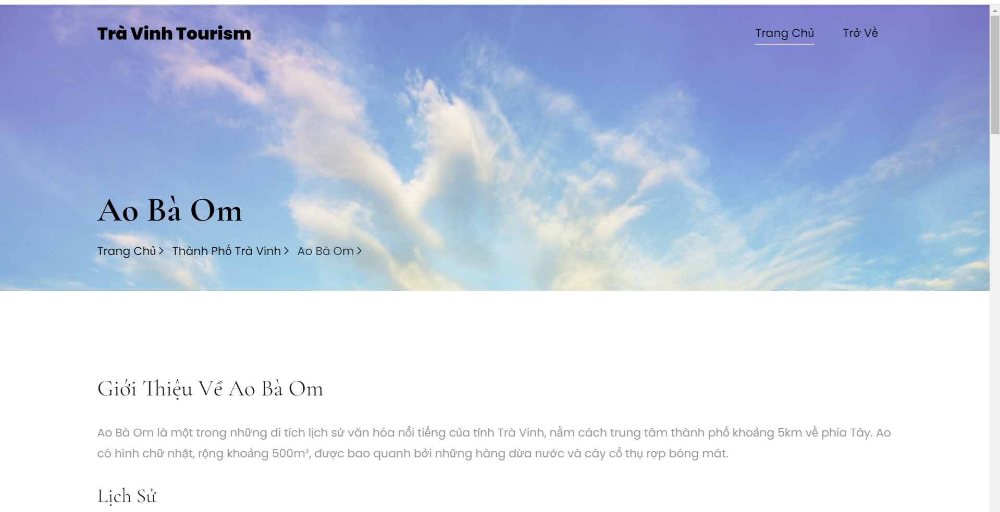 Trà Vinh Tourism
Trang Chủ
Trở Về
Ao Bà Om
Trang Chủ > Thành Phố Trà Vinh > Ao Bà Om >
Giới Thiệu Về Ao Bà Om
Ao Bà Om là một trong những di tích lịch sử văn hóa nổi tiếng của tỉnh Trà Vinh, nằm cách trung tâm thành phố khoảng 5km về phía Tây. Ao
có hình chữ nhật, rộng khoảng 500m², được bao quanh bởi những hàng dừa nước và cây cổ thụ rợp bóng mát.
Lịch Sử